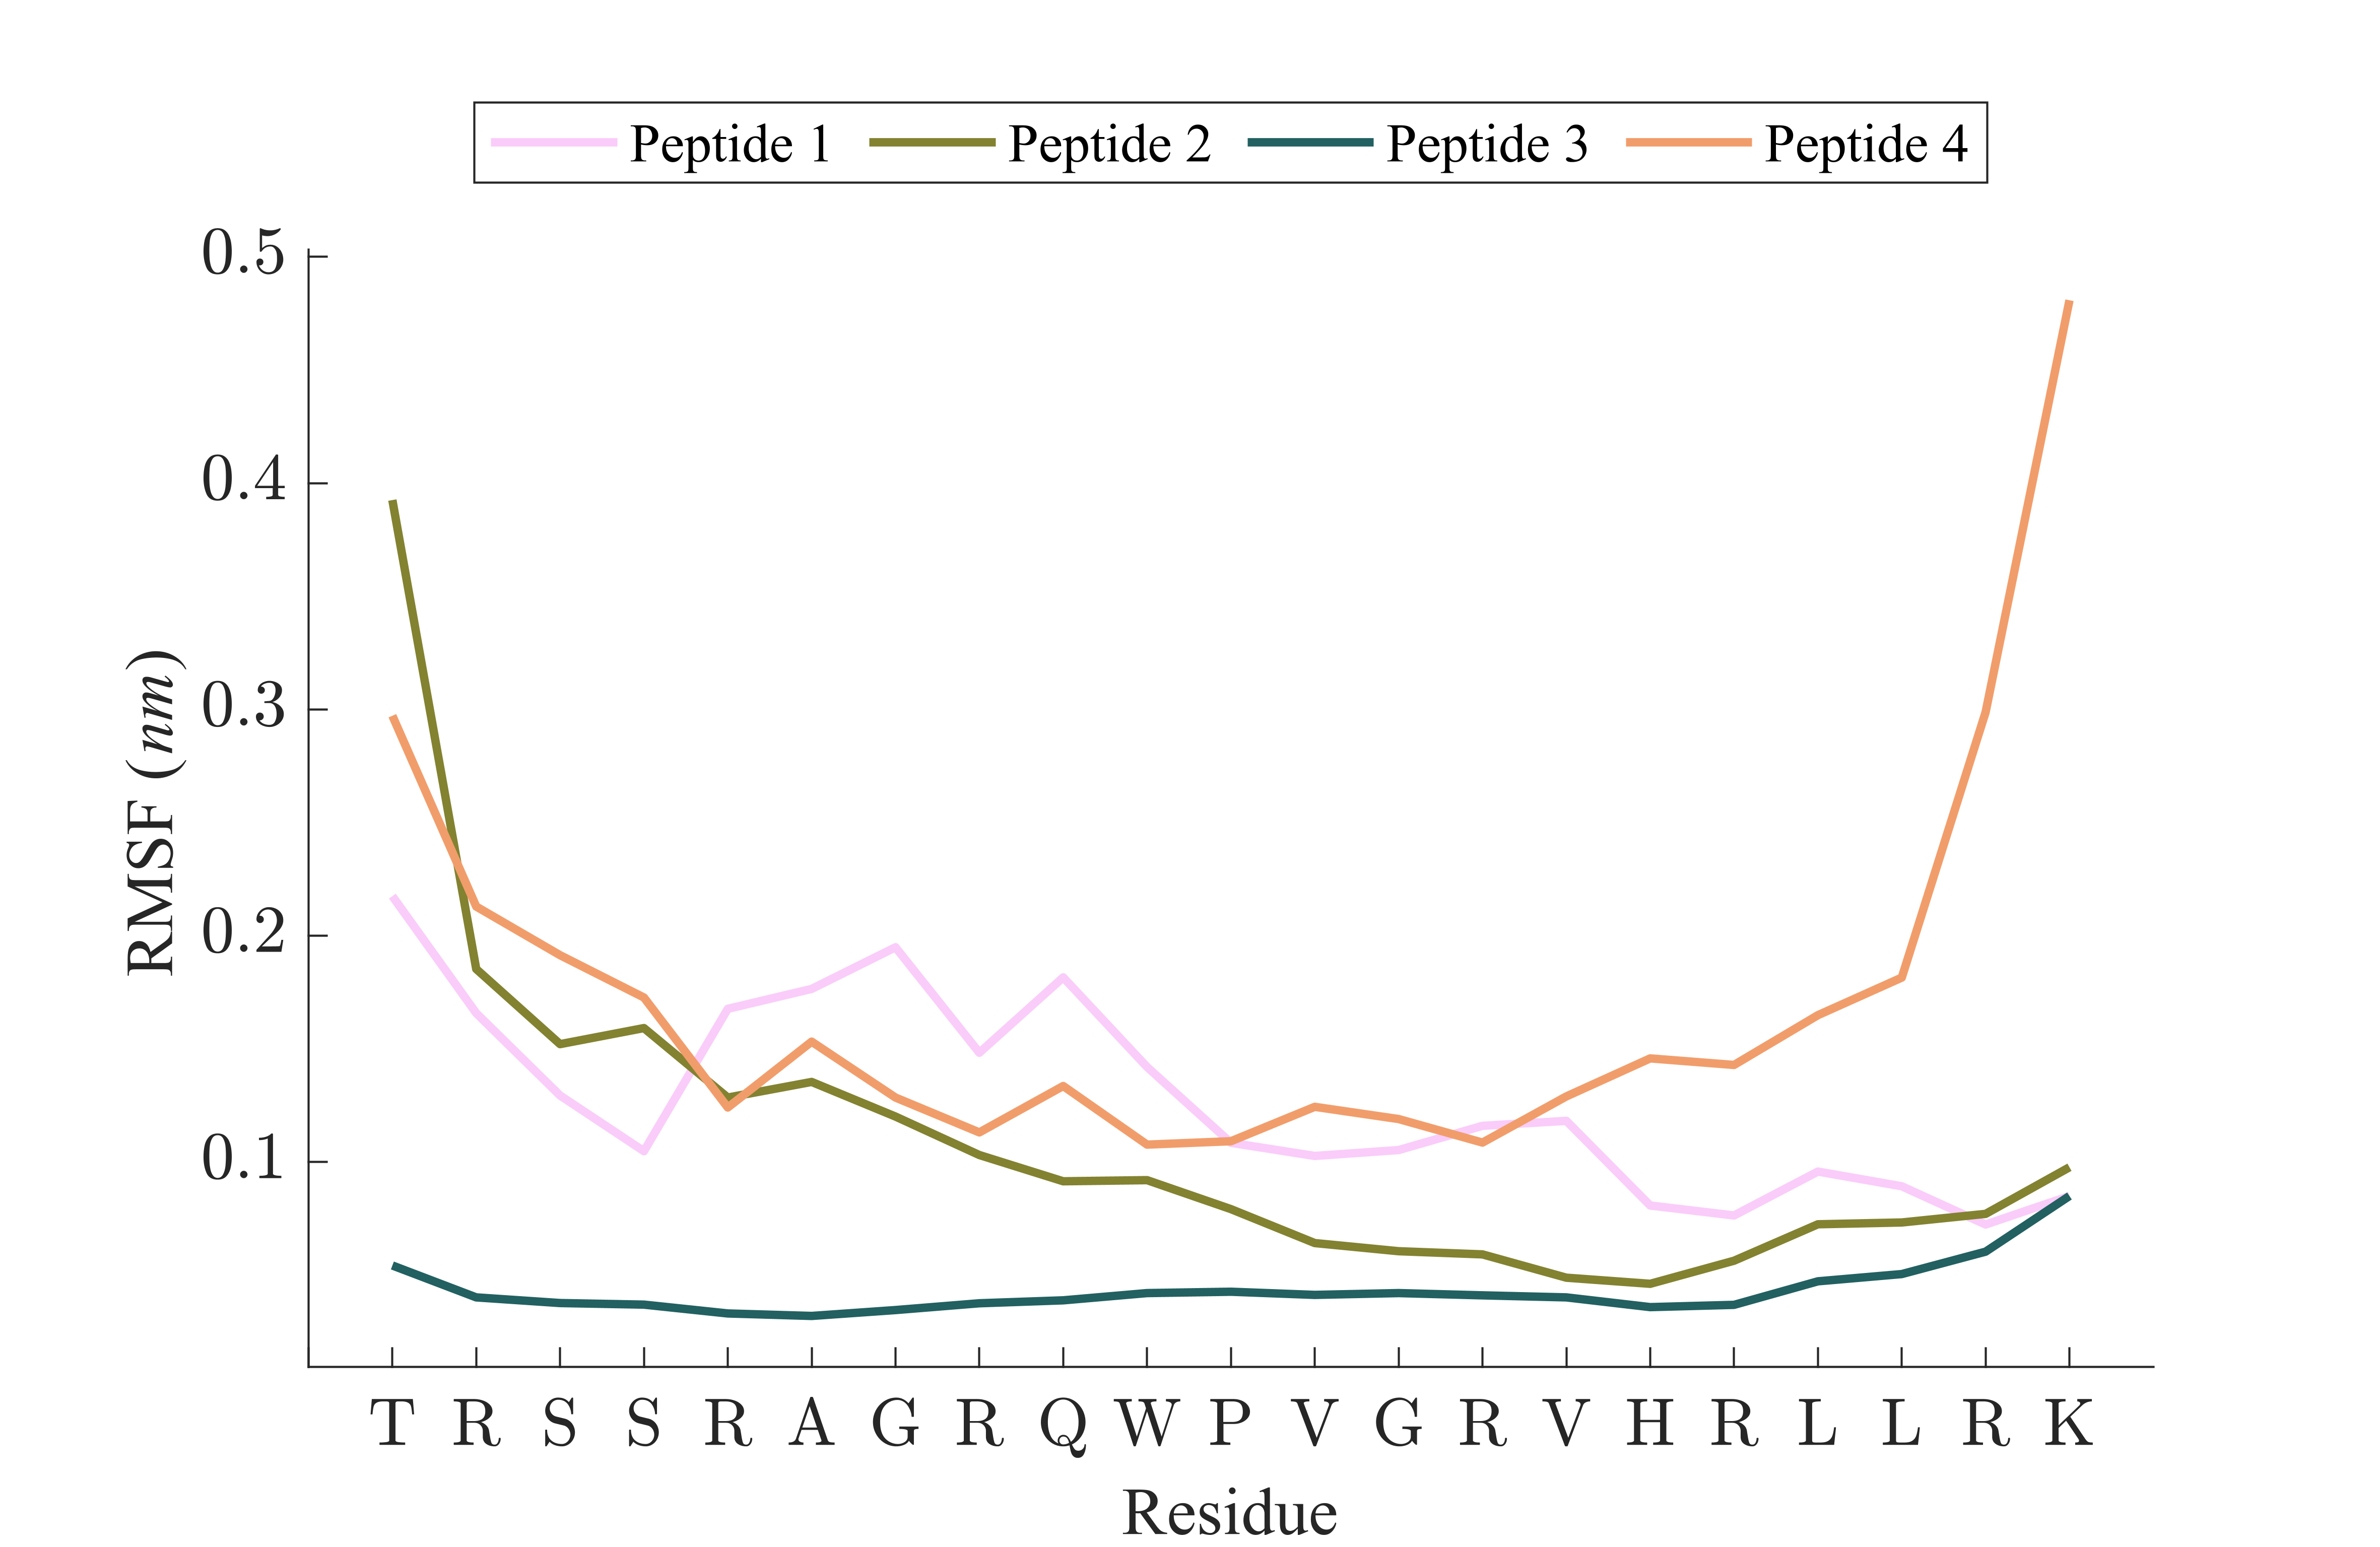 Peptide 1 Peptide 2 Peptide 3 Peptide 4
0.5
0.4
0.3
0.2
0.1
RMSF (nm)
T R S S R A G R Q W P V G R V H R L L R K
Residue